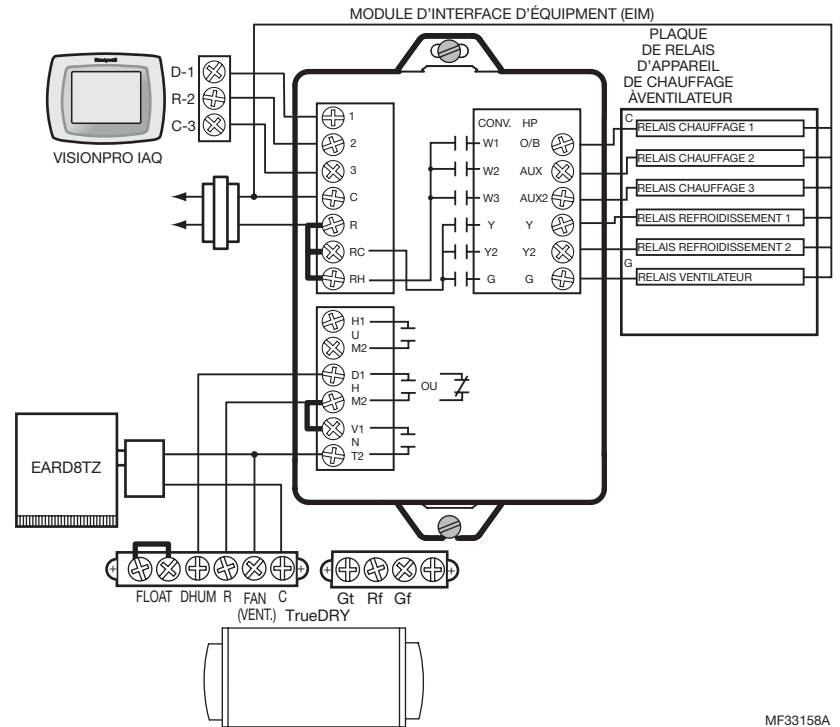 MODULE D'INTERFACE D'ÉQUIPMENT (EIM)
PLAQUE
DE RELAIS
D'APPAREIL
DE CHAUFFAGE
ÀVENTILATEUR
Honeywell
VISIONPRO IAQ
D-1
R-2
C-3
1
2
3
C
R
RC
RH
CONV. HP
W1 O/B
W2 AUX
W3 AUX2
Y Y
Y2 Y2
G G
C
RELAIS CHAUFFAGE 1
RELAIS CHAUFFAGE 2
RELAIS CHAUFFAGE 3
RELAIS REFROIDISSEMENT 1
RELAIS REFROIDISSEMENT 2
G
RELAIS VENTILATEUR
H1
U
M2
D1
H
M2
V1
N
T2
OU
EARD8TZ
FLOAT DHUM R FAN C
(VENT.)
Gt Rf Gf
TrueDRY
MF33158A